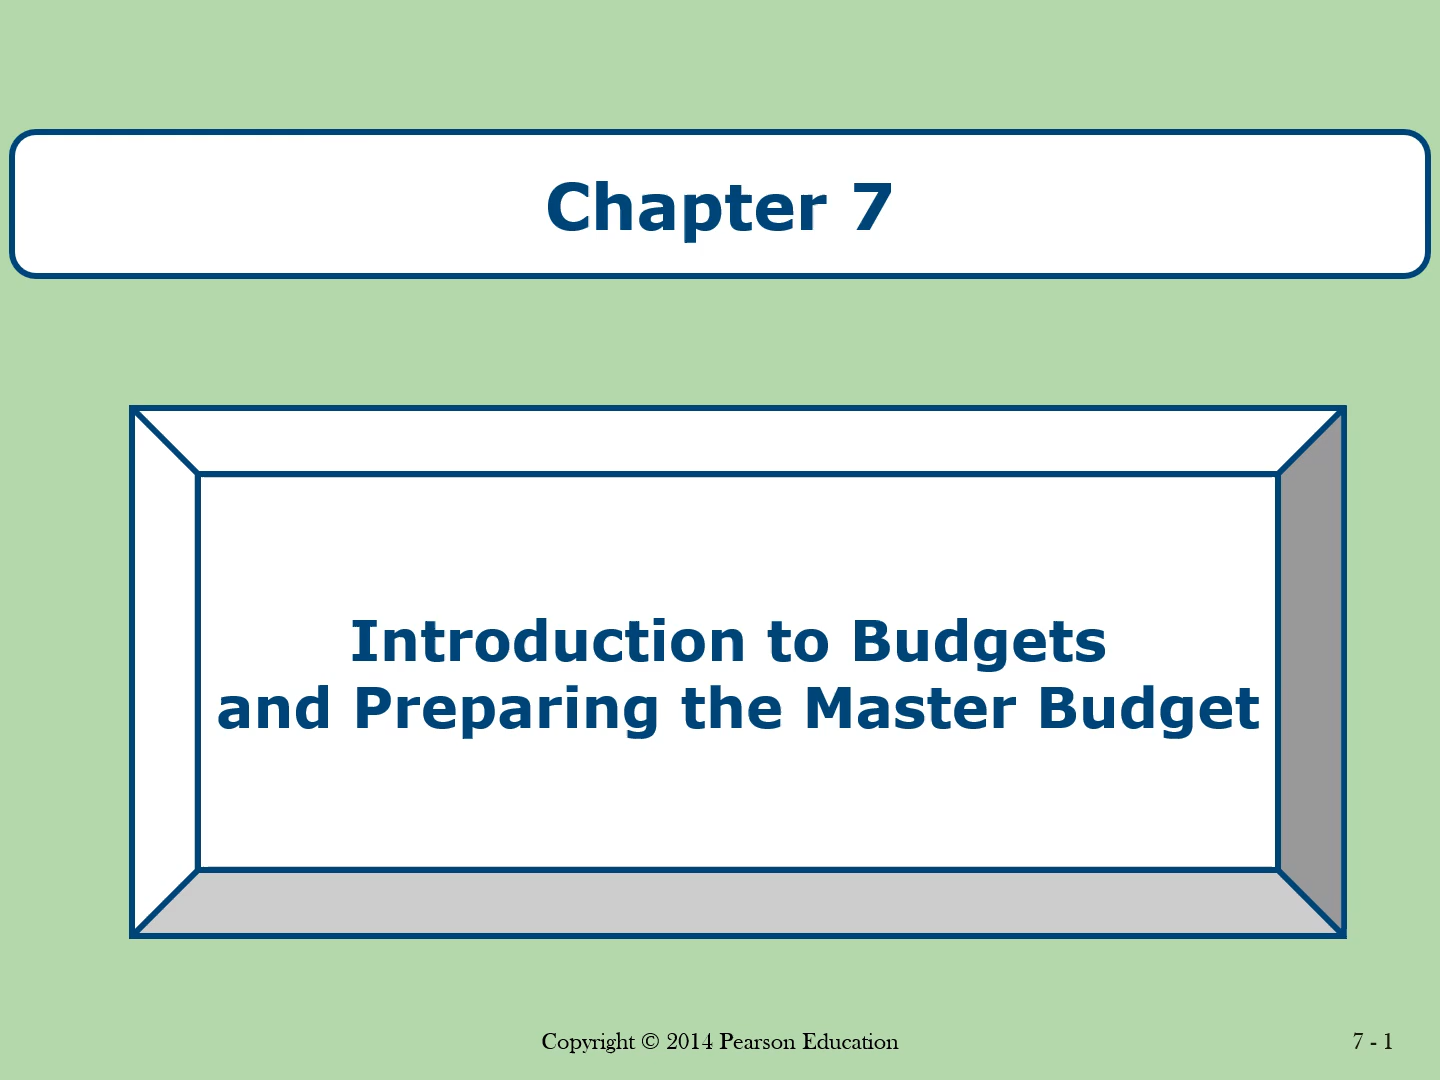 Chapter 7
Introduction to Budgets
and Preparing the Master Budget
Copyright © 2014 Pearson Education
7 - 1